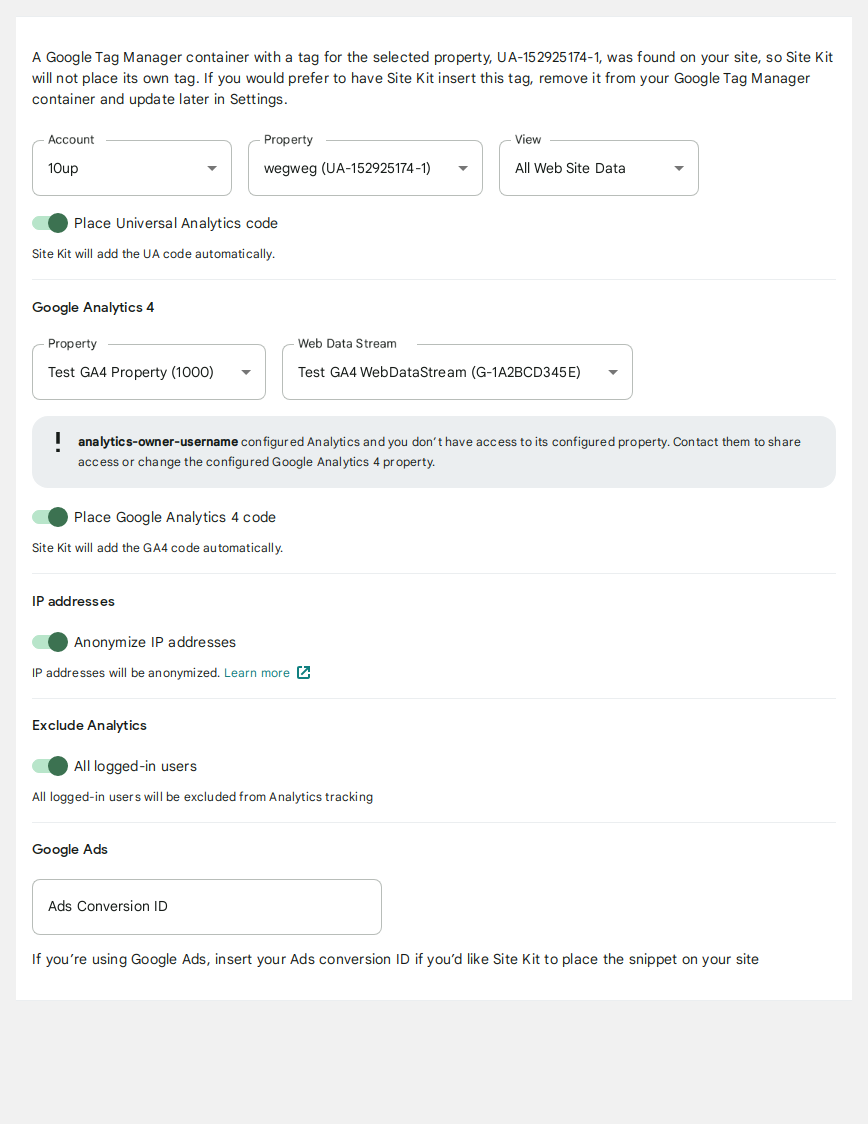 A Google Tag Manager container with a tag for the selected property, UA-152925174-1, was found on your site, so Site Kit
will not place its own tag. If you would prefer to have Site Kit insert this tag, remove it from your Google Tag Manager
container and update later in Settings.
Account
10up
Property
wegweg (UA-152925174-1)
View
All Web Site Data
Place Universal Analytics code
Site Kit will add the UA code automatically.
Google Analytics 4
Property
Test GA4 Property (1000)
Web Data Stream
Test GA4 WebDataStream (G-1A2BCD345E)
analytics-owner-username configured Analytics and you don’t have access to its configured property. Contact them to share
access or change the configured Google Analytics 4 property.
Place Google Analytics 4 code
Site Kit will add the GA4 code automatically.
IP addresses
Anonymize IP addresses
IP addresses will be anonymized. Learn more
Exclude Analytics
All logged-in users
All logged-in users will be excluded from Analytics tracking
Google Ads
Ads Conversion ID
If you’re using Google Ads, insert your Ads conversion ID if you’d like Site Kit to place the snippet on your site